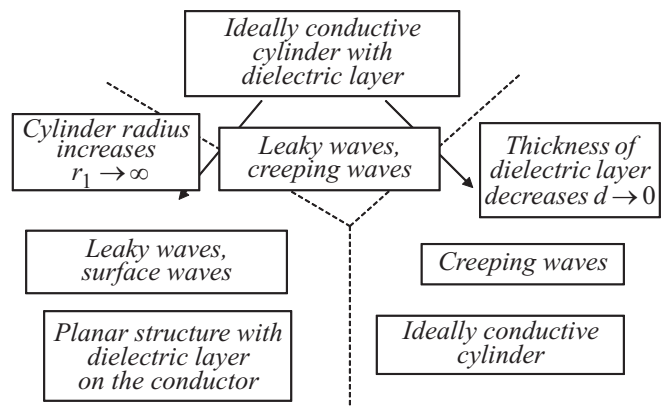 Ideally conductive
cylinder with
dielectric layer
Cylinder radius
increases
r₁ → ∞
Leaky waves,
creeping waves
Thickness of
dielectric layer
decreases d → 0
Leaky waves,
surface waves
Creeping waves
Planar structure with
dielectric layer
on the conductor
Ideally conductive
cylinder